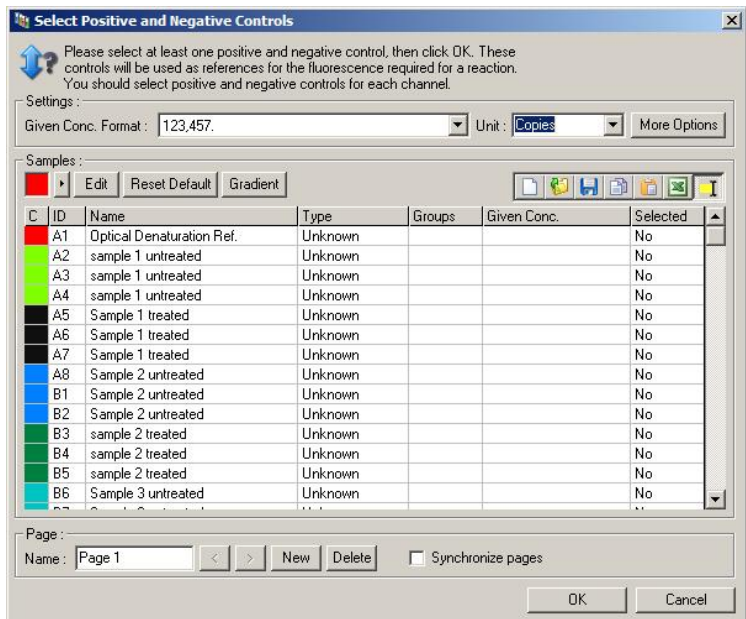 Select Positive and Negative Controls
Please select at least one positive and negative control, then click OK. These
controls will be used as references for the fluorescence required for a reaction.
You should select positive and negative controls for each channel.
Settings :
Given Conc. Format : 123,457. Unit : Copies More Options
Samples :
Edit Reset Default Gradient
C ID Name Type Groups Given Conc. Selected
A1 Optical Denaturation Ref. Unknown No
A2 sample 1 untreated Unknown No
A3 sample 1 untreated Unknown No
A4 sample 1 untreated Unknown No
A5 Sample 1 treated Unknown No
A6 Sample 1 treated Unknown No
A7 Sample 1 treated Unknown No
A8 Sample 2 untreated Unknown No
B1 Sample 2 untreated Unknown No
B2 Sample 2 untreated Unknown No
B3 sample 2 treated Unknown No
B4 sample 2 treated Unknown No
B5 sample 2 treated Unknown No
B6 Sample 3 untreated Unknown No
Page :
Name : Page 1 < > New Delete Synchronize pages
OK Cancel